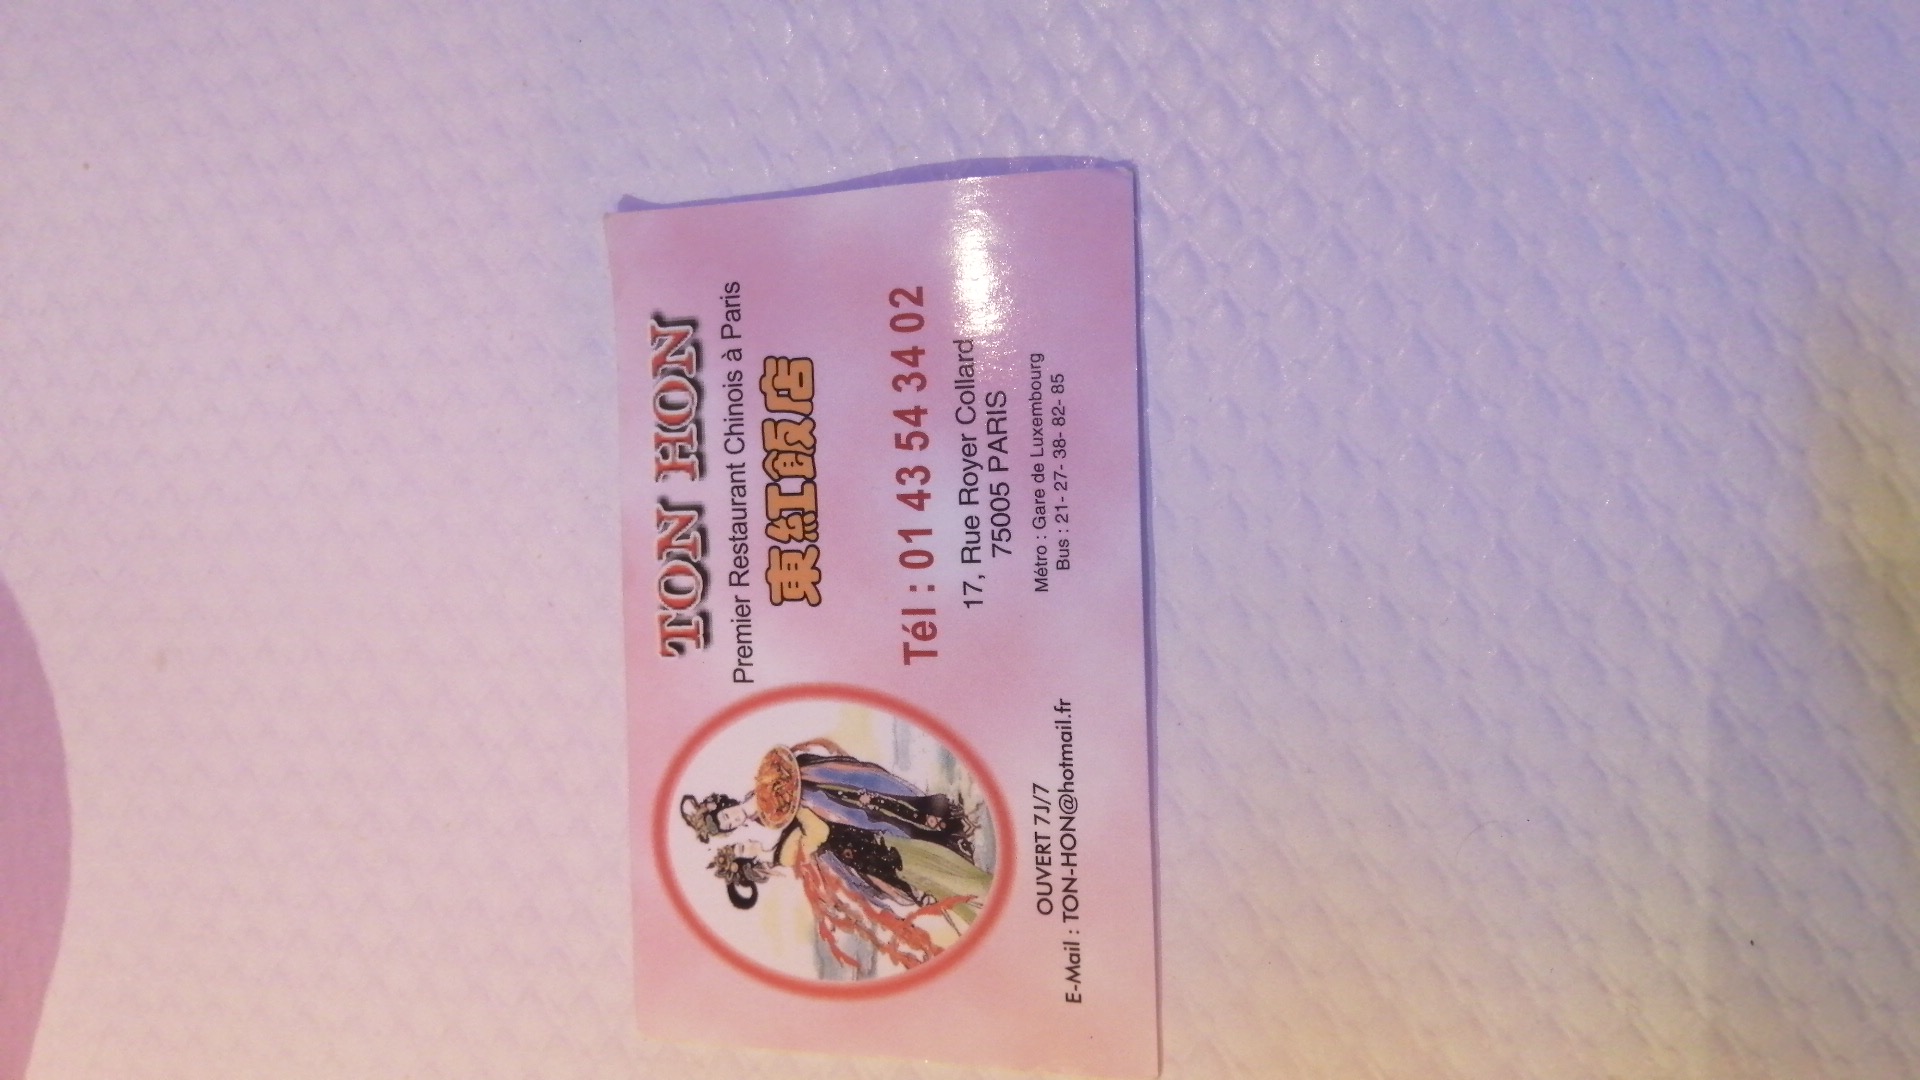 TON HON
Premier Restaurant Chinois à Paris
東紅飯店
Tél : 01 43 54 34 02
17, Rue Royer Collard
75005 PARIS
Métro : Gare de Luxembourg
Bus : 21 - 27 - 38 - 82 - 85
OUVERT 7J/7
E-Mail : TON-HON@hotmail.fr